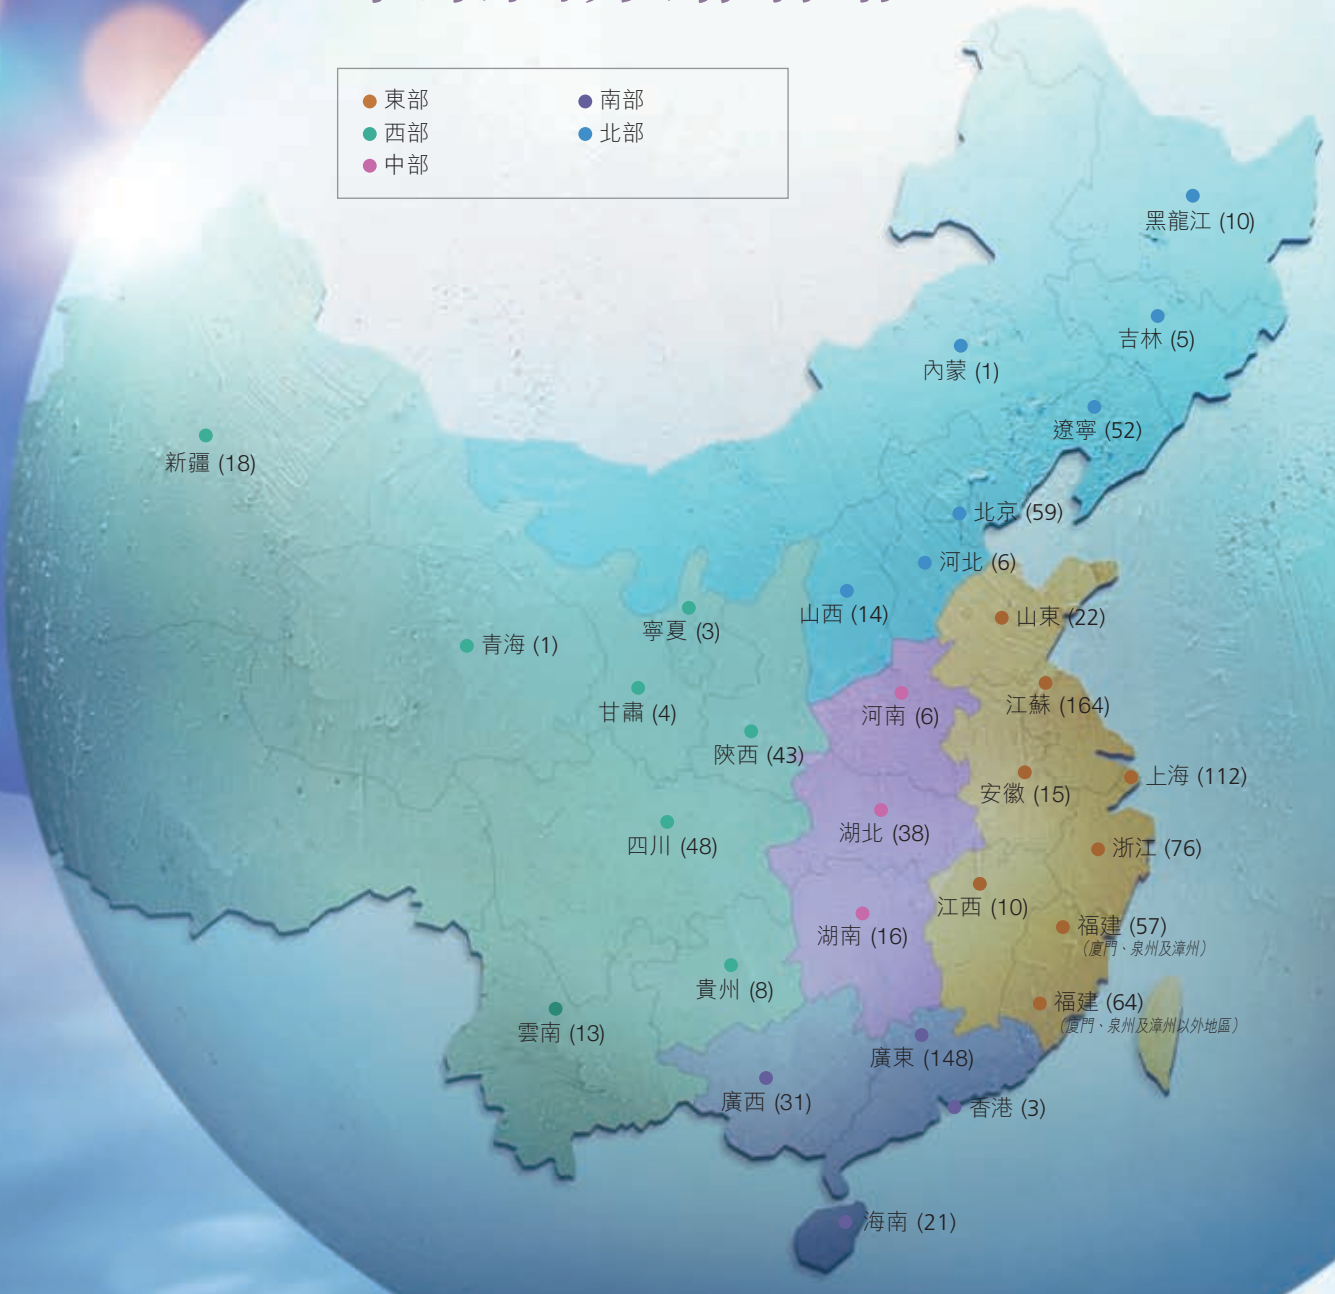 東部
南部
西部
北部
中部
黑龍江 (10)
吉林 (5)
內蒙 (1)
遼寧 (52)
新疆 (18)
北京 (59)
河北 (6)
山西 (14)
山東 (22)
寧夏 (3)
青海 (1)
江蘇 (164)
甘肅 (4)
河南 (6)
陝西 (43)
上海 (112)
安徽 (15)
湖北 (38)
四川 (48)
浙江 (76)
江西 (10)
福建 (57)
(廈門、泉州及漳州)
湖南 (16)
貴州 (8)
福建 (64)
(廈門、泉州及漳州以外地區)
雲南 (13)
廣東 (148)
廣西 (31)
香港 (3)
海南 (21)